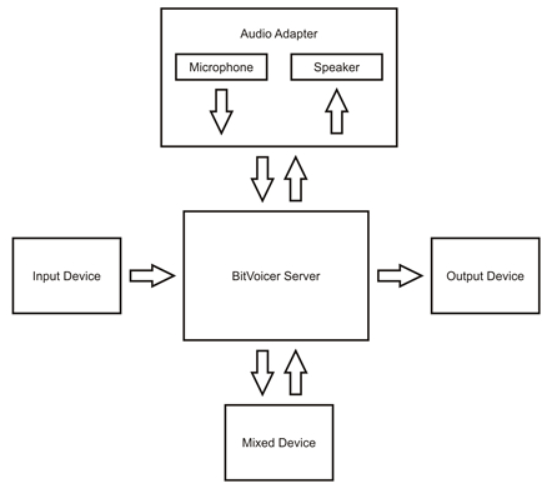 Audio Adapter
Microphone
Speaker
Input Device
BitVoicer Server
Output Device
Mixed Device